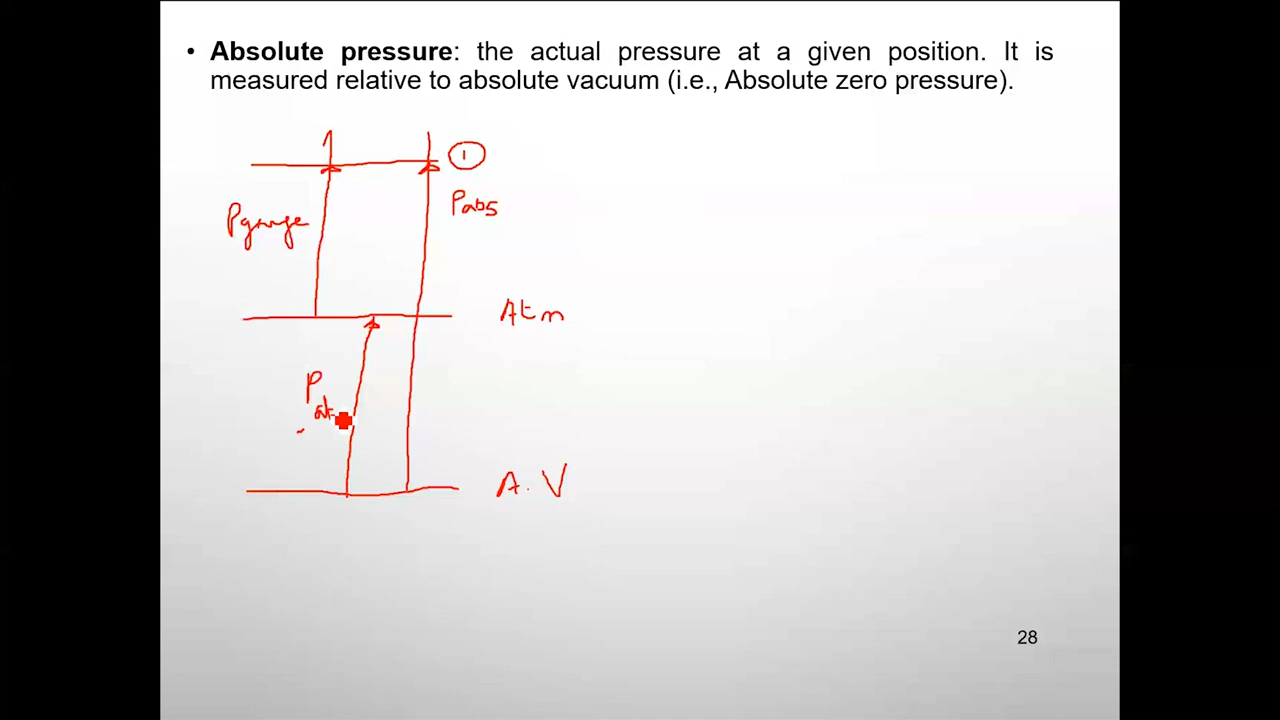 • Absolute pressure: the actual pressure at a given position. It is
measured relative to absolute vacuum (i.e., Absolute zero pressure).
1
Pabs
Pgauge
Atm
P
at
A.V
28